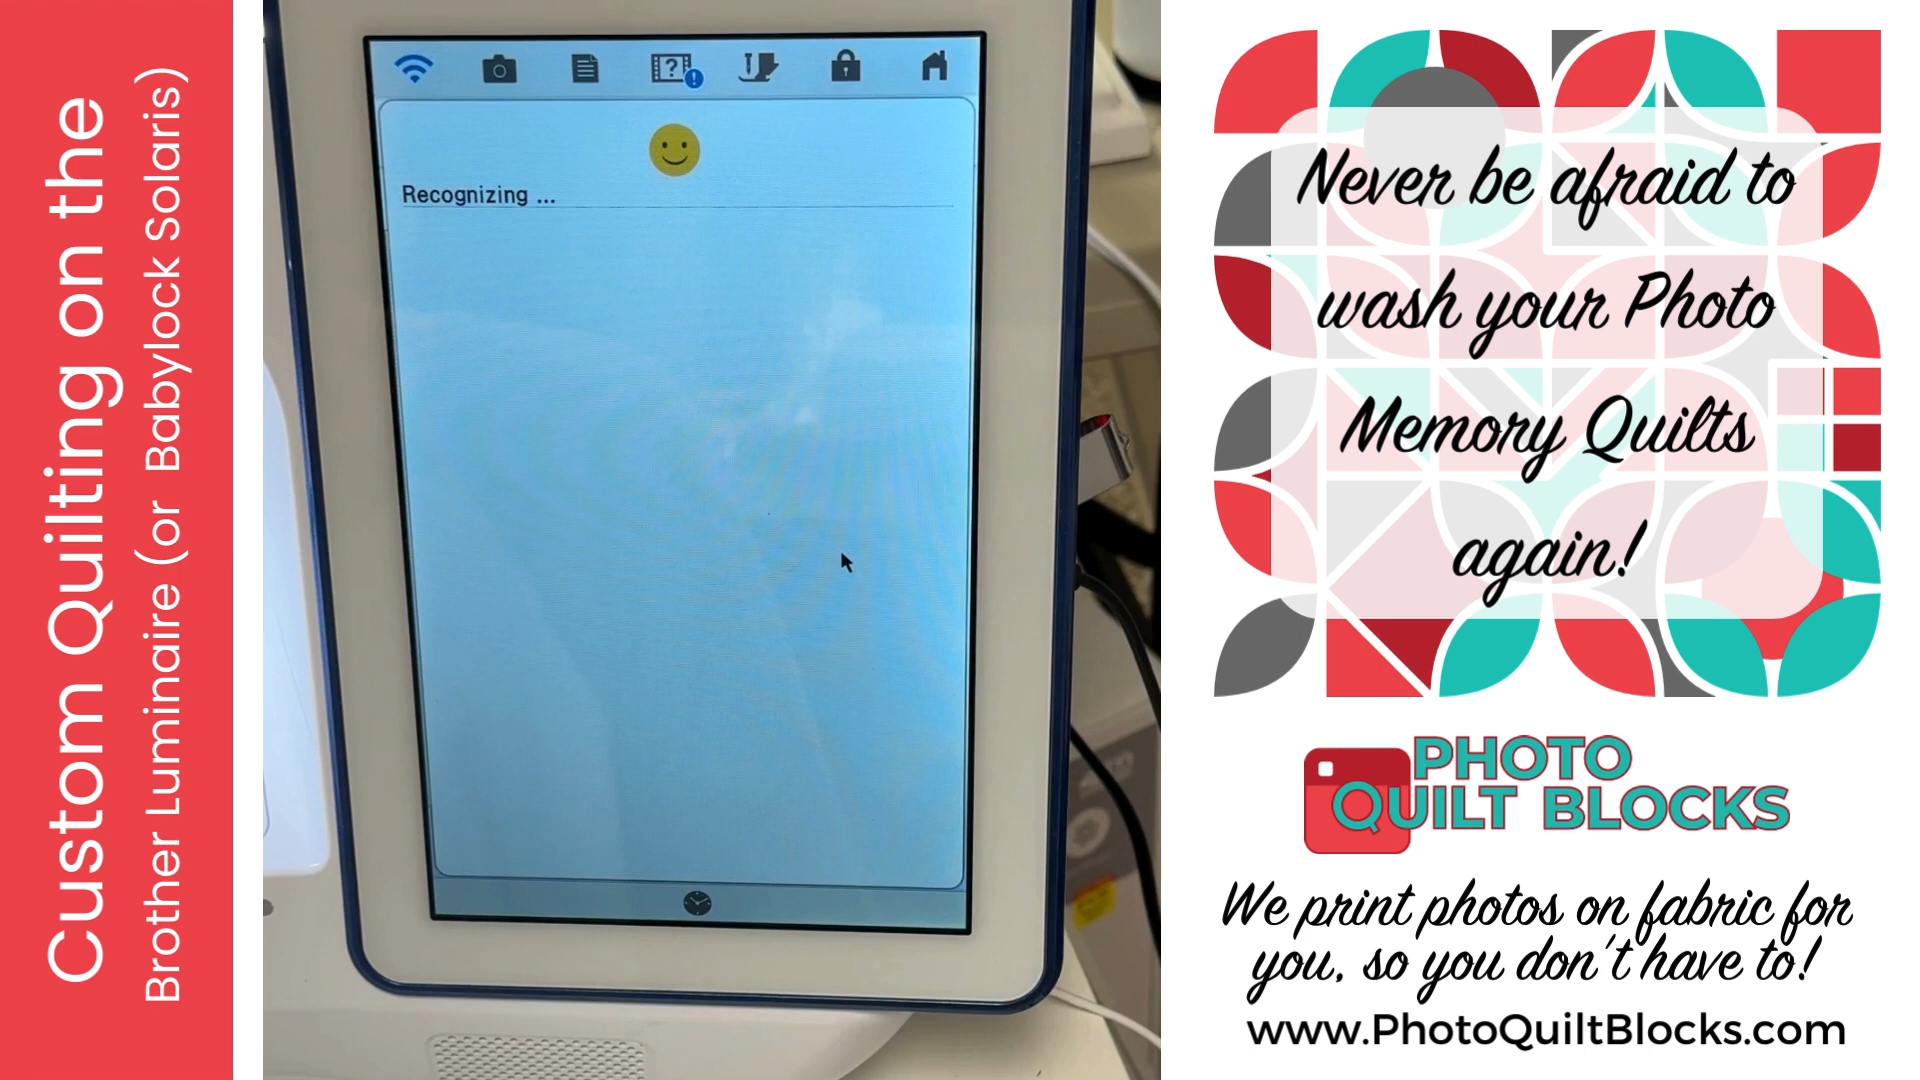 Custom Quilting on the
Brother Luminaire (or Babylock Solaris)
Recognizing ...
Never be afraid to
wash your Photo
Memory Quilts
again!
PHOTO
QUILT BLOCKS
We print photos on fabric for
you, so you don't have to!
www.PhotoQuiltBlocks.com